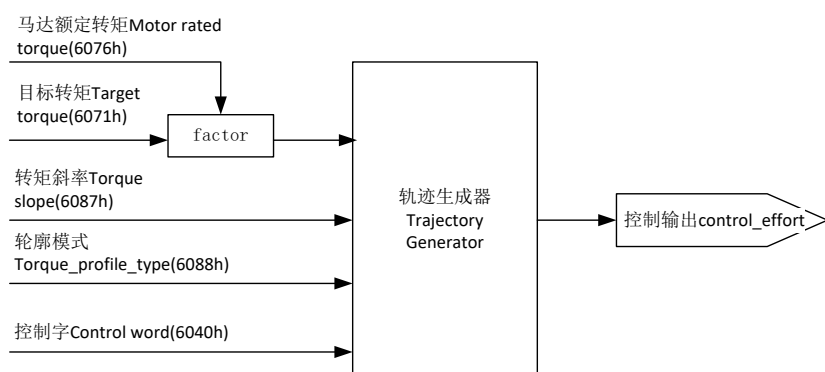 马达额定转矩Motor rated
torque(6076h)
目标转矩Target
torque(6071h)
factor
转矩斜率Torque
slope(6087h)
轮廓模式
Torque_profile_type(6088h)
控制字Control word(6040h)
轨迹生成器
Trajectory
Generator
控制输出control_effort